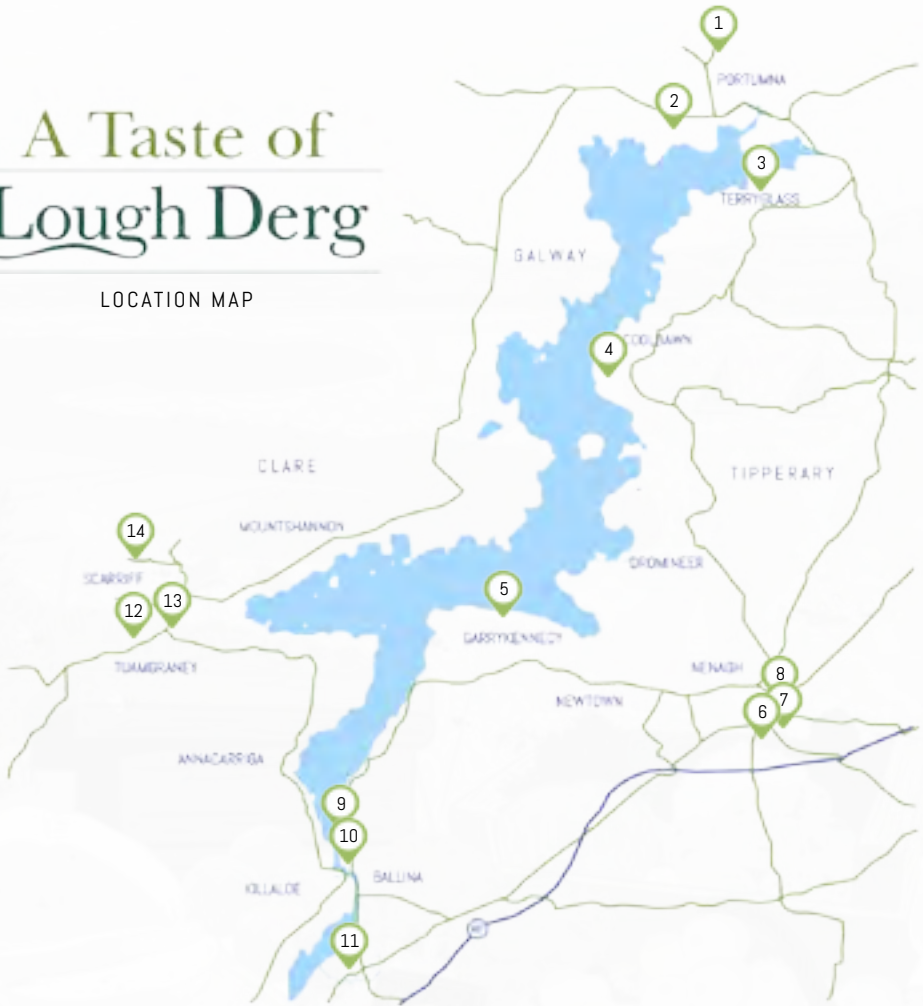 A Taste of
Lough Derg
LOCATION MAP
1
PORTUMNA
2
3
TERRYGLASS
GALWAY
4
COOLBAWN
CLARE
TIPPERARY
MOUNTSHANNON
14
SCARRIFF
DROMINEER
5
13
12
GARRYKENNEDY
TUAMGRANEY
NENAGH
8
7
6
NEWTOWN
ANNACARRIGA
9
10
BALLINA
KILLALOE
11